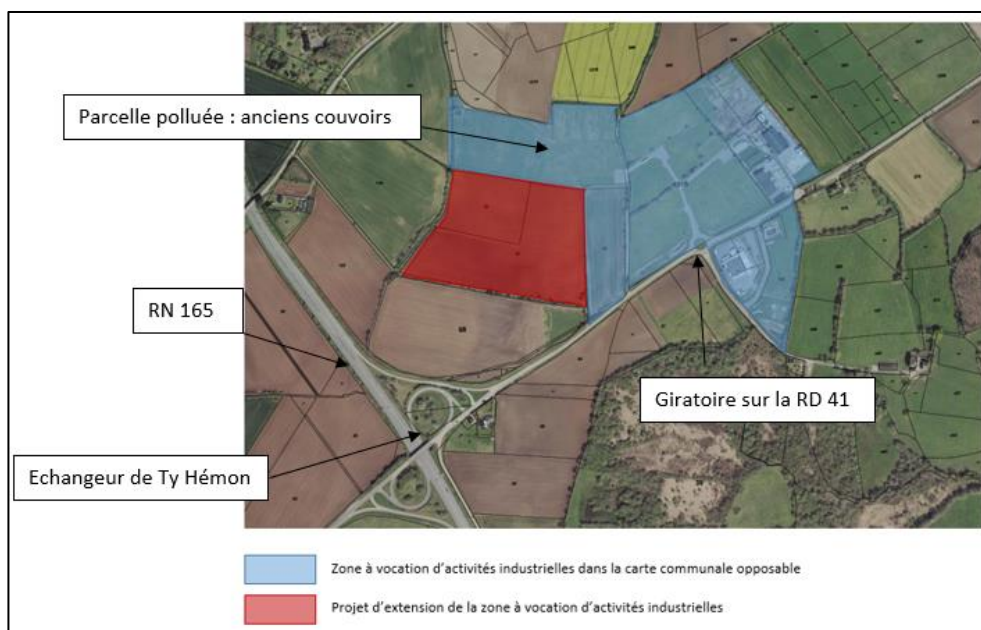 Parcelle polluée : anciens couvoirs
RN 165
Giratoire sur la RD 41
Echangeur de Ty Hémon
Zone à vocation d'activités industrielles dans la carte communale opposable
Projet d'extension de la zone à vocation d'activités industrielles